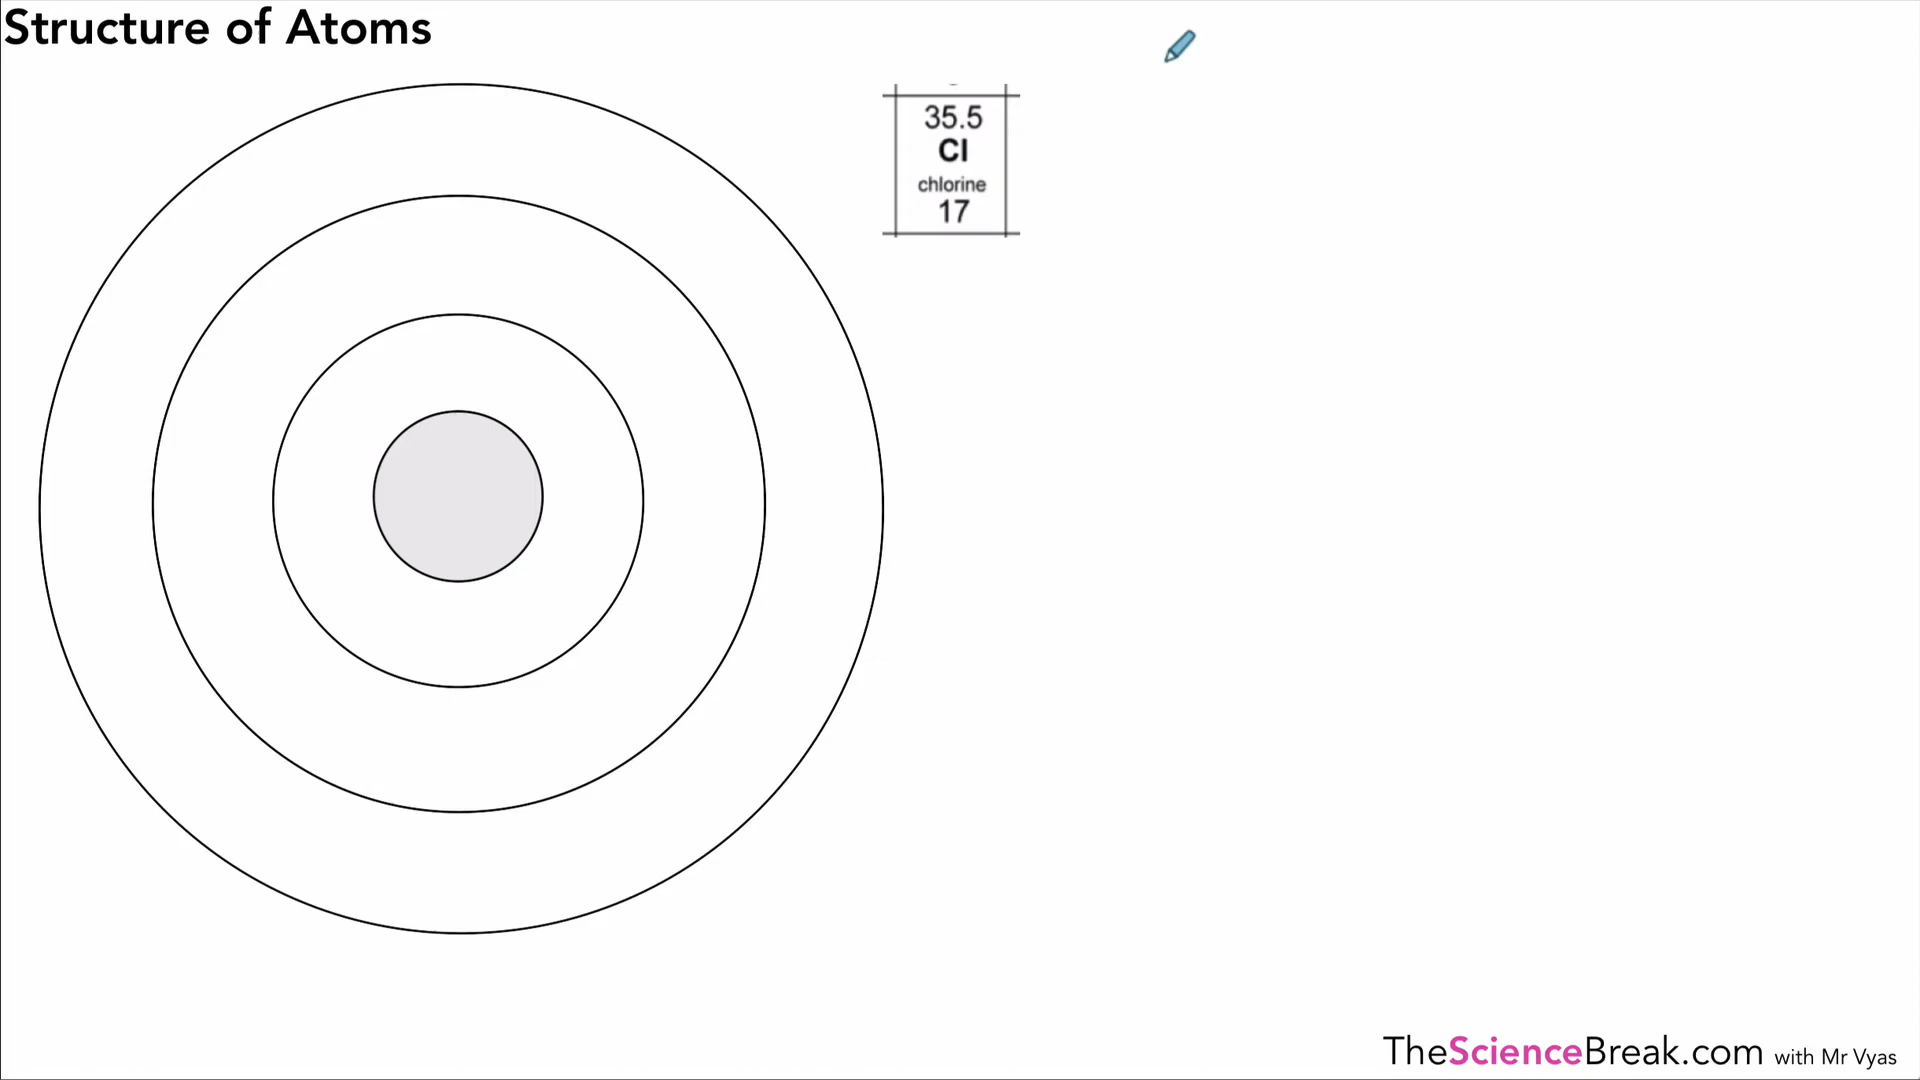 Structure of Atoms
35.5
Cl
chlorine
17
TheScienceBreak.com with Mr Vyas